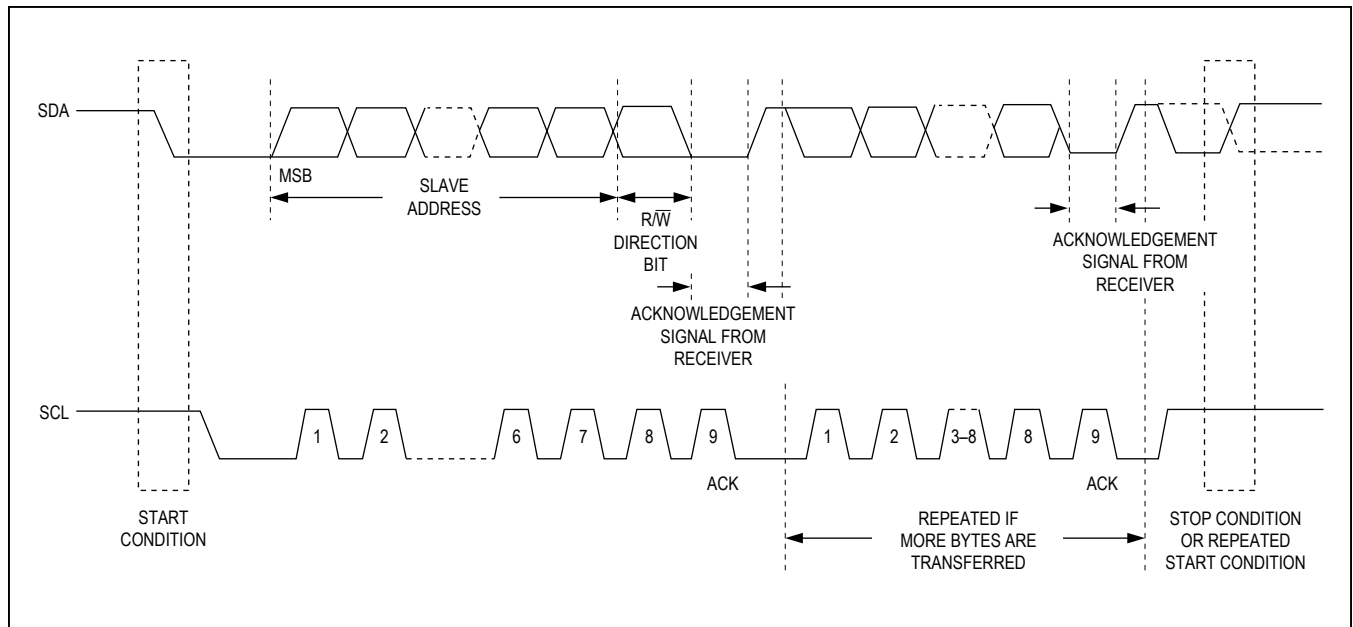 SDA
MSB
SLAVE
ADDRESS
R/W̅
DIRECTION
BIT
ACKNOWLEDGEMENT
SIGNAL FROM
RECEIVER
ACKNOWLEDGEMENT
SIGNAL FROM
RECEIVER
SCL
1 2 6 7 8 9 1 2 3–8 8 9
ACK ACK
START
CONDITION
REPEATED IF
MORE BYTES ARE
TRANSFERRED
STOP CONDITION
OR REPEATED
START CONDITION